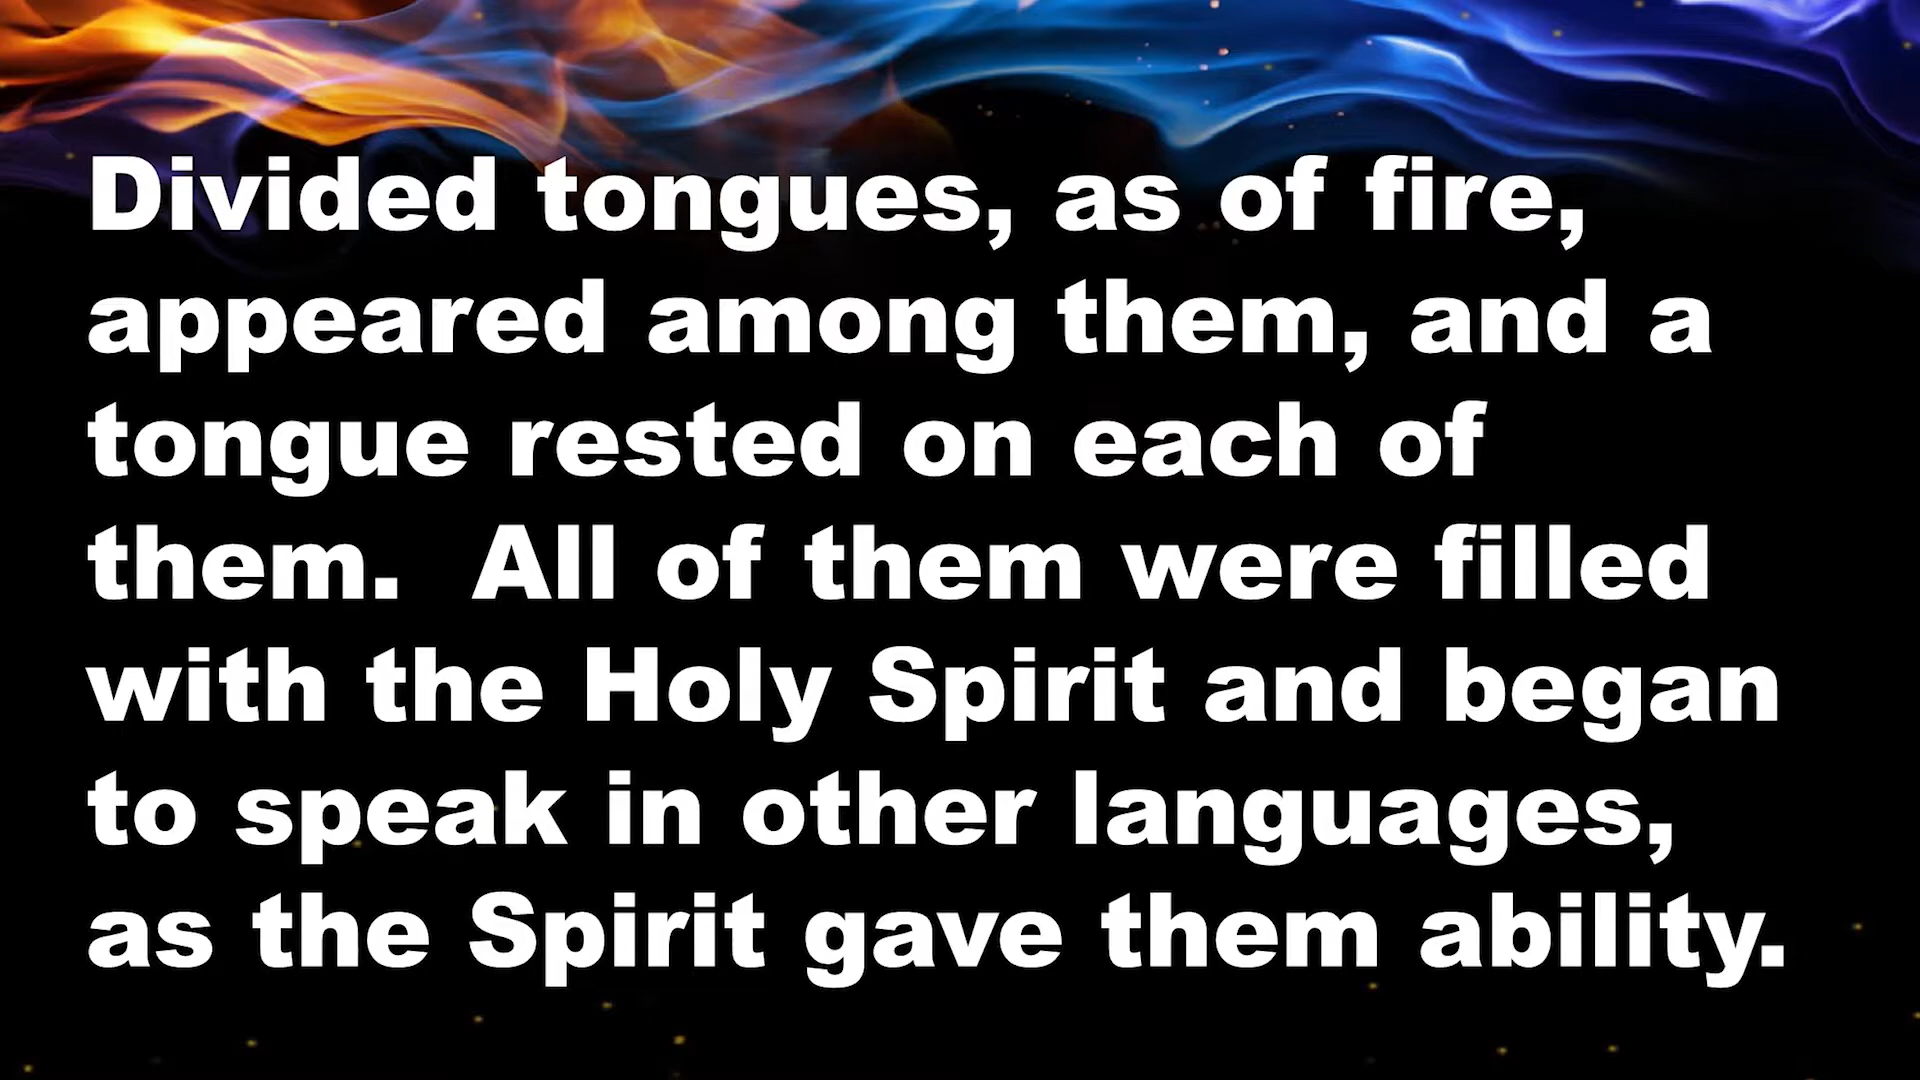 Divided tongues, as of fire,
appeared among them, and a
tongue rested on each of
them.  All of them were filled
with the Holy Spirit and began
to speak in other languages,
as the Spirit gave them ability.